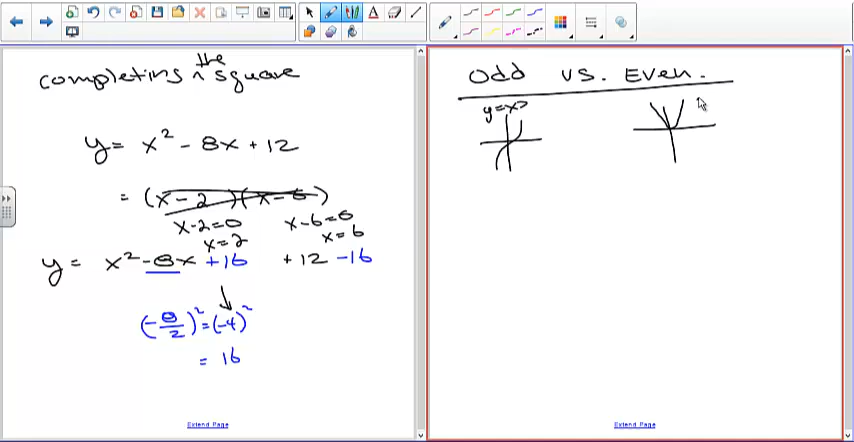 completing the square
y = x² - 8x + 12
= (x - 2)(x - 6)
x-2=0 x-6=0
x=2 x=6
y = x² - 8x + 16 + 12 - 16
(-8/2)² = (-4)²
= 16
Extend Page
Odd vs. Even.
y=x³
Extend Page